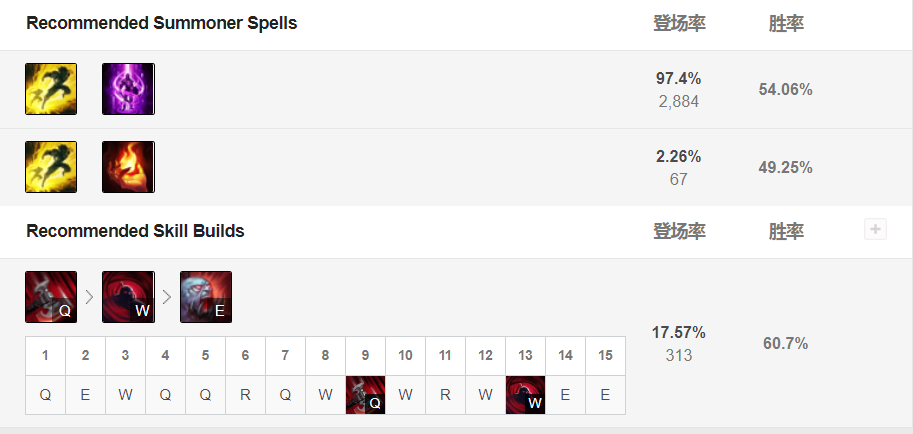 Recommended Summoner Spells 登场率 胜率
97.4%
2,884
54.06%
2.26%
67
49.25%
Recommended Skill Builds 登场率 胜率
Q W E
17.57%
313
60.7%
1 2 3 4 5 6 7 8 9 10 11 12 13 14 15
Q E W Q Q R Q W Q W R W W E E